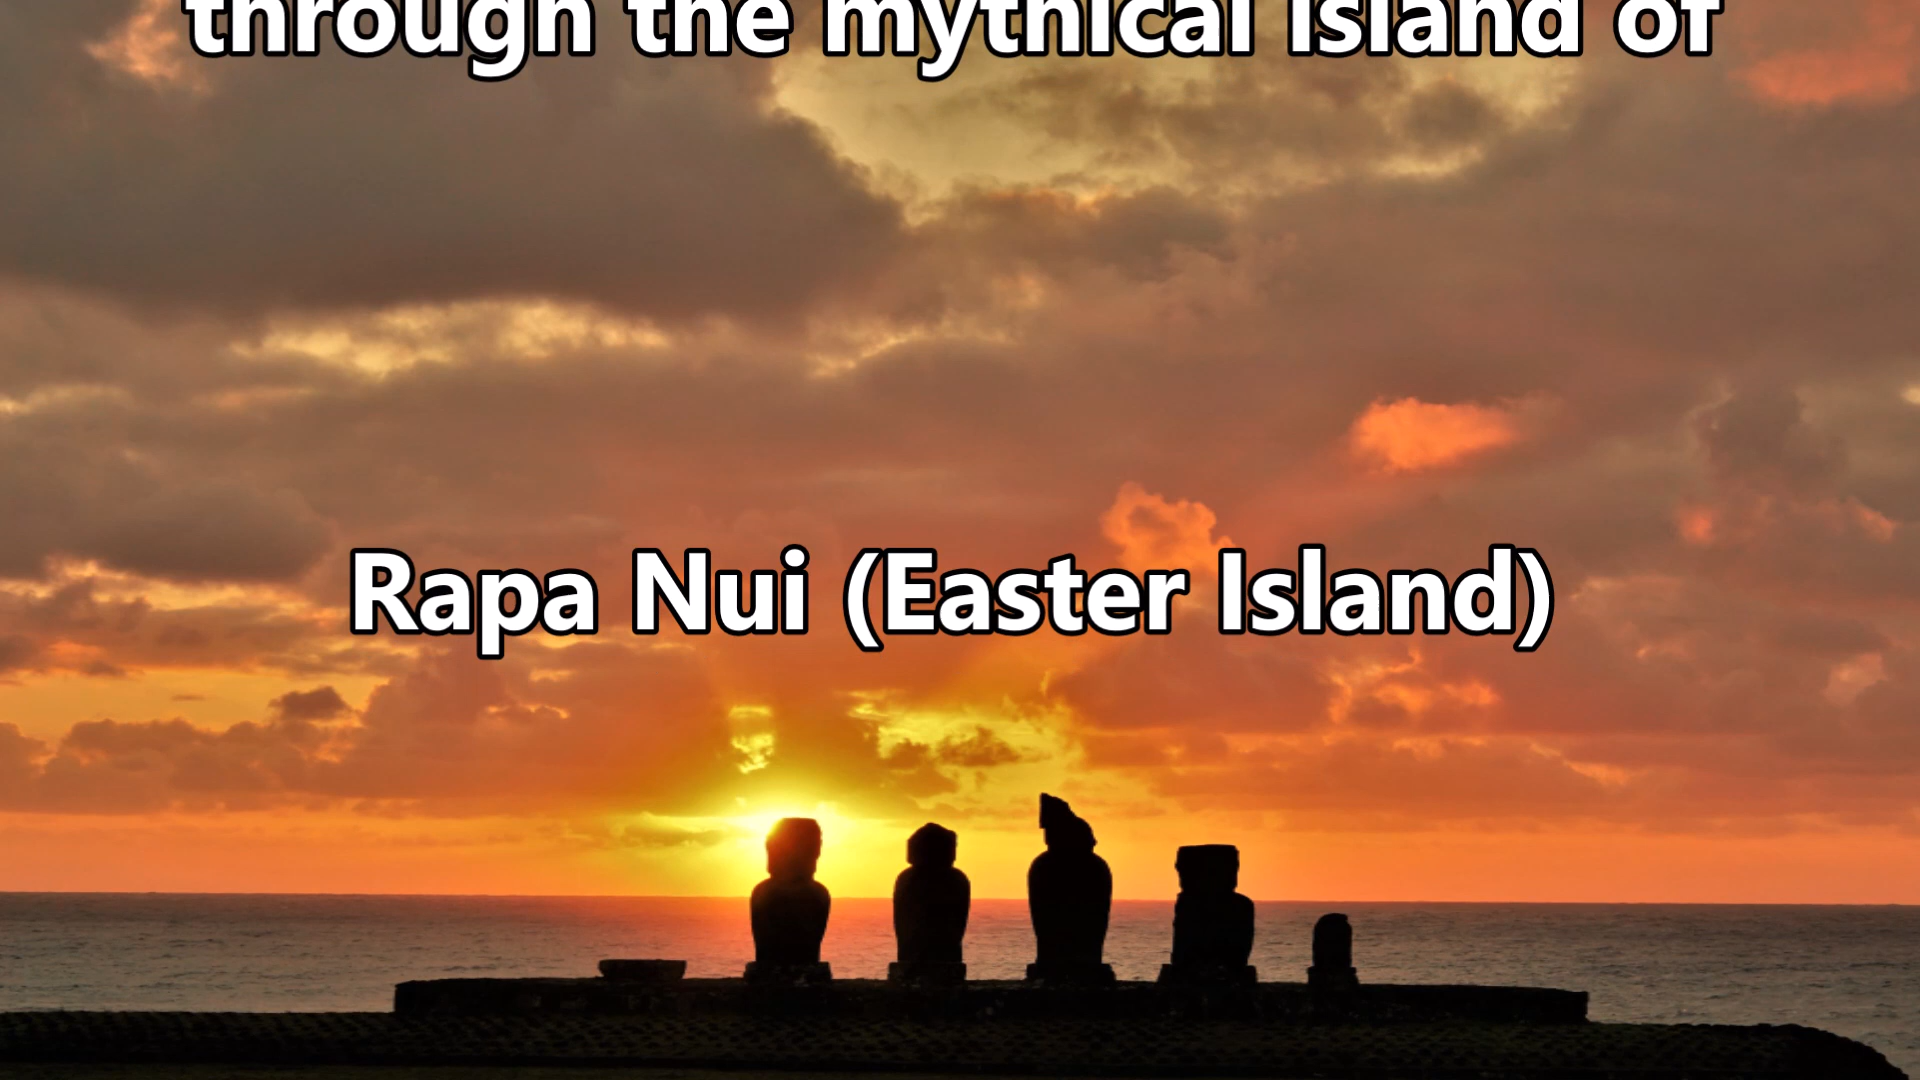 through the mythical island of
Rapa Nui (Easter Island)